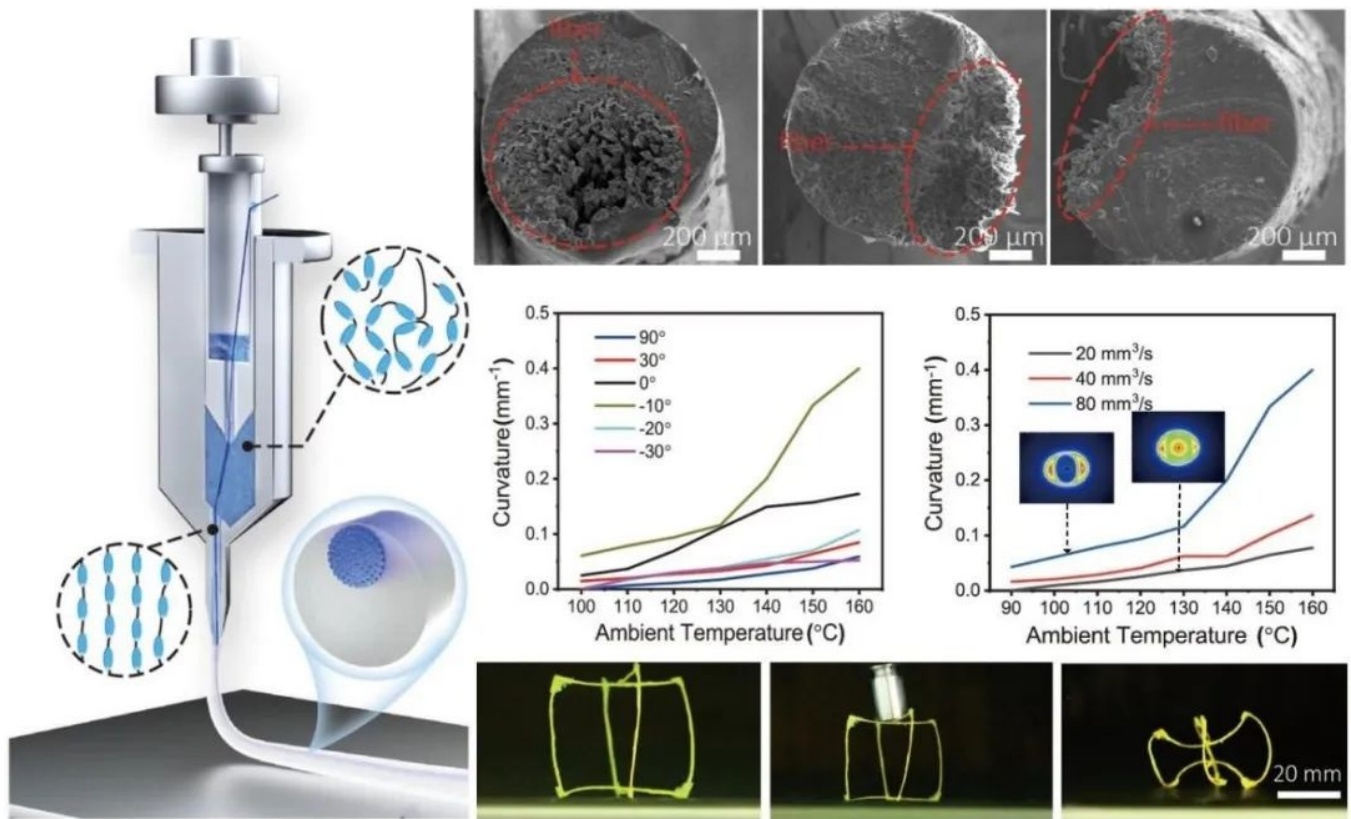 fiber
200 μm
fiber
200 μm
fiber
200 μm
0.5
0.4
0.3
0.2
0.1
0.0
Curvature (mm⁻¹)
90°
30°
0°
-10°
-20°
-30°
100 110 120 130 140 150 160
Ambient Temperature (°C)
0.5
0.4
0.3
0.2
0.1
0.0
Curvature (mm⁻¹)
20 mm³/s
40 mm³/s
80 mm³/s
90 100 110 120 130 140 150 160
Ambient Temperature (°C)
20 mm